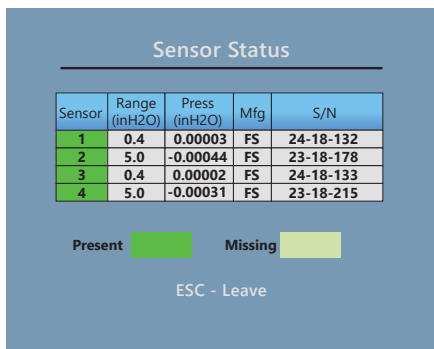 Sensor Status
Sensor Range (inH2O) Press (inH2O) Mfg S/N
1 0.4 0.00003 FS 24-18-132
2 5.0 -0.00044 FS 23-18-178
3 0.4 0.00002 FS 24-18-133
4 5.0 -0.00031 FS 23-18-215
Present Missing
ESC - Leave